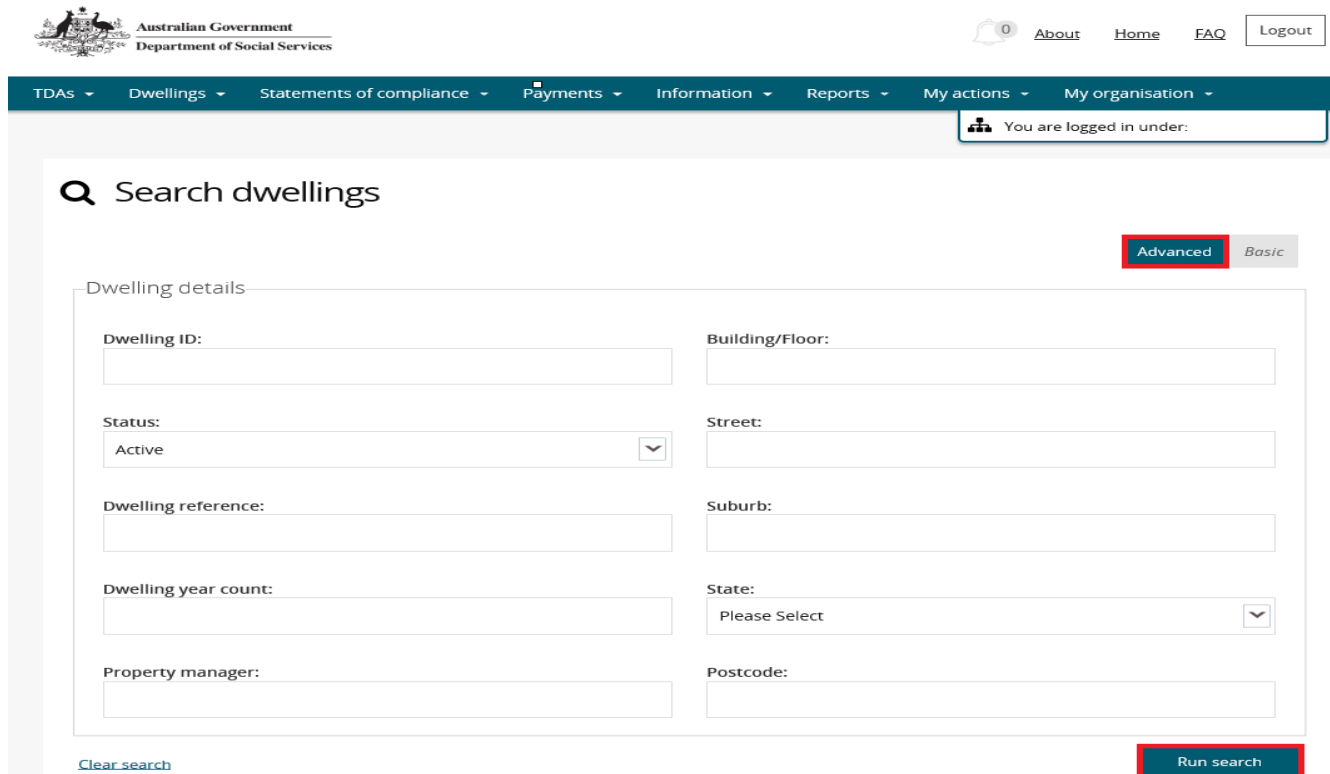 Australian Government
Department of Social Services
0 About Home FAQ Logout
TDAs Dwellings Statements of compliance Payments Information Reports My actions My organisation
You are logged in under:
Search dwellings
Advanced Basic
Dwelling details
Dwelling ID: Building/Floor:
Status: Street:
Active
Dwelling reference: Suburb:
Dwelling year count: State:
Please Select
Property manager: Postcode:
Clear search Run search